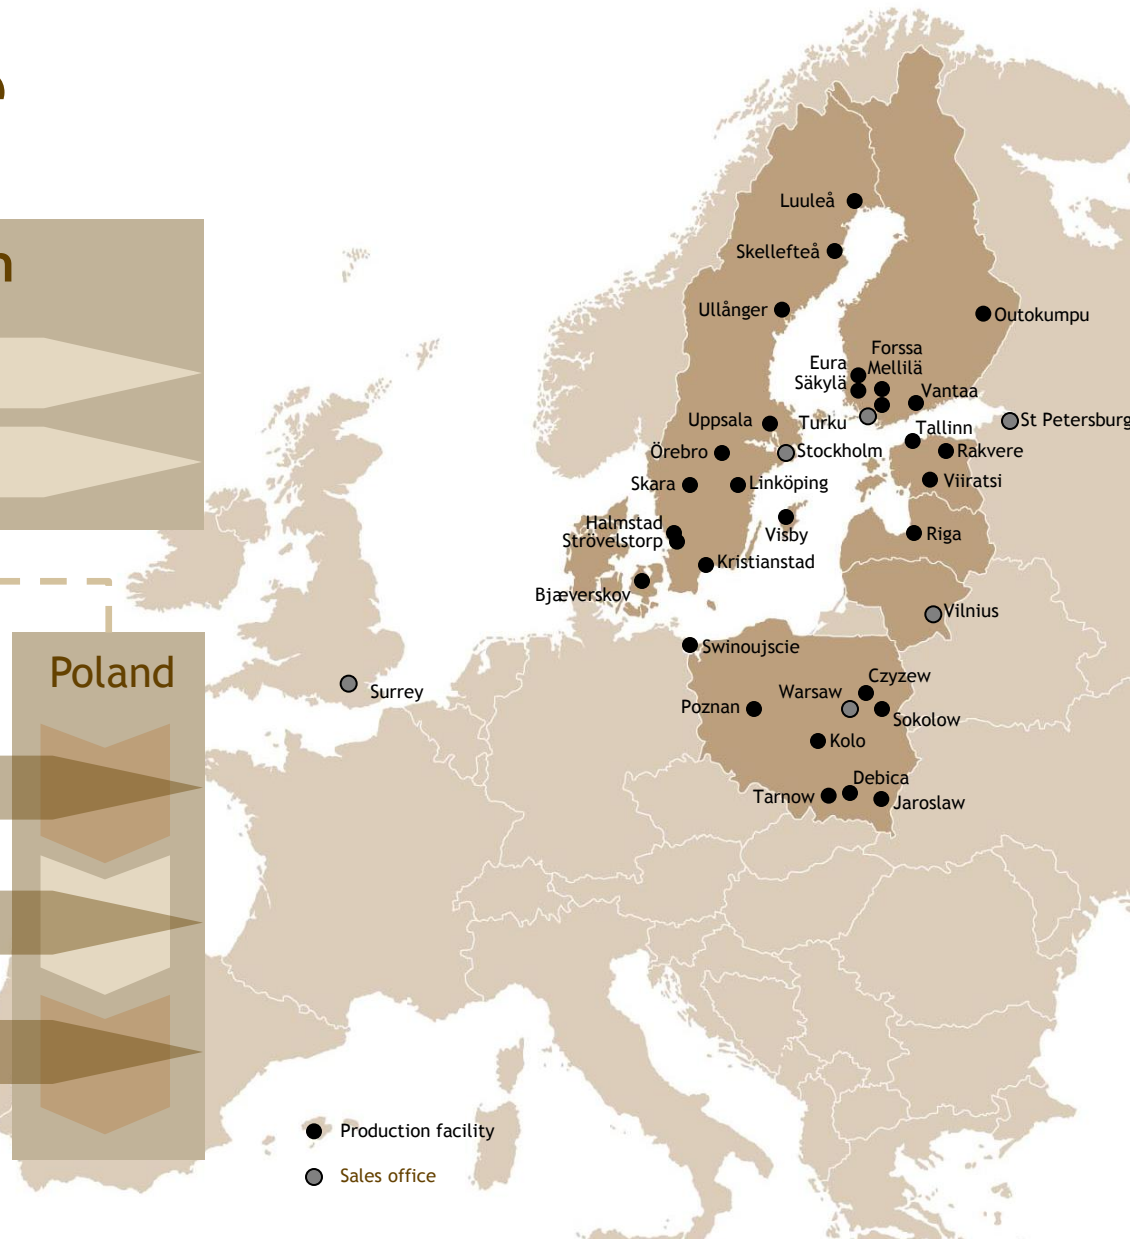 n
Poland
Luuleå
Skellefteå
Ullånger
Outokumpu
Forssa
Eura
Mellilä
Säkylä
Vantaa
Uppsala
Turku
St Petersburg
Tallinn
Örebro
Stockholm
Rakvere
Skara
Linköping
Viiratsi
Halmstad
Visby
Riga
Strövelstorp
Kristianstad
Bjæverskov
Vilnius
Swinoujscie
Surrey
Czyzew
Warsaw
Poznan
Sokolow
Kolo
Debica
Tarnow
Jaroslaw
Production facility
Sales office